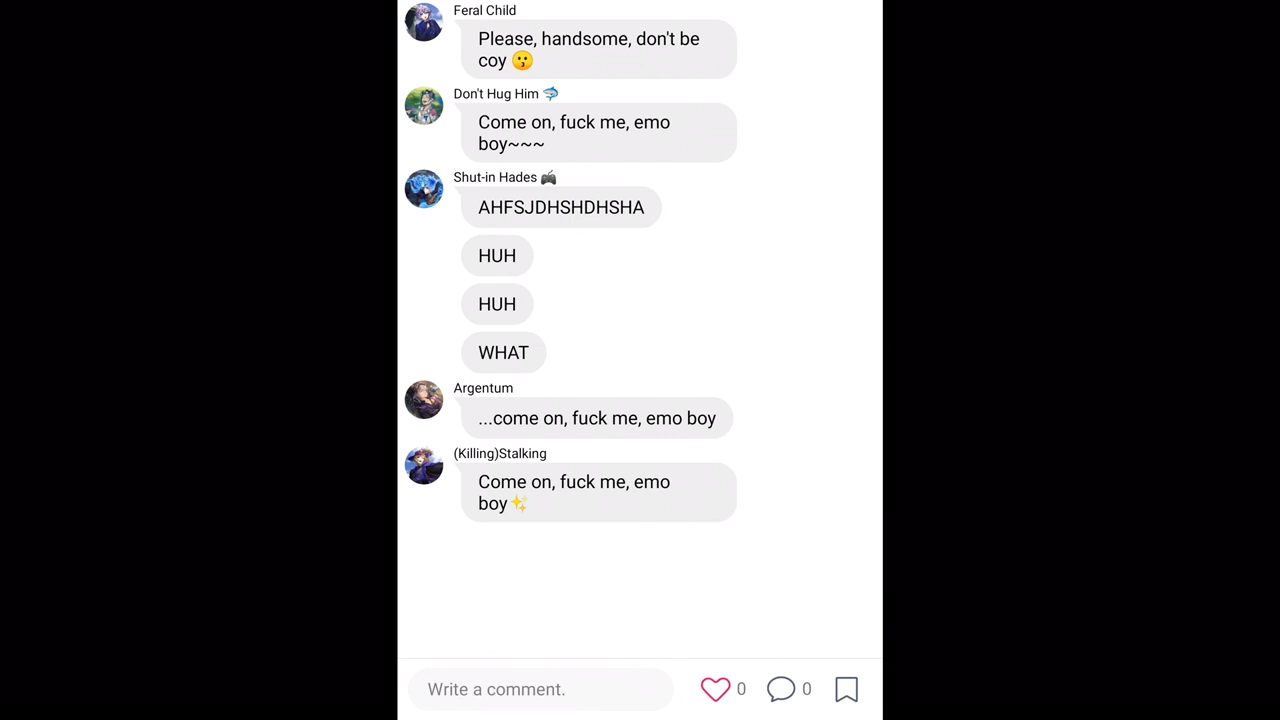 Feral Child
Please, handsome, don't be
coy 😗
Don't Hug Him 🦈
Come on, fuck me, emo
boy~~~
Shut-in Hades 🎮
AHFSJDHSHDHSHA
HUH
HUH
WHAT
Argentum
...come on, fuck me, emo boy
(Killing)Stalking
Come on, fuck me, emo
boy✨
Write a comment.
0
0